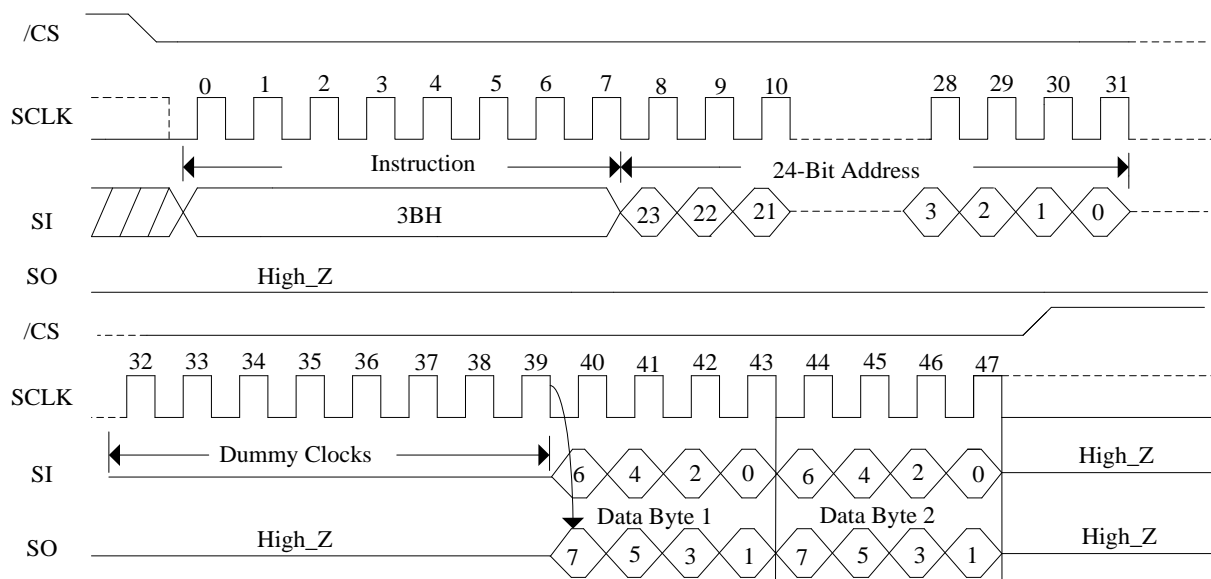 /CS
0 1 2 3 4 5 6 7 8 9 10 28 29 30 31
SCLK
Instruction 24-Bit Address
SI 3BH 23 22 21 3 2 1 0
SO High_Z
/CS
32 33 34 35 36 37 38 39 40 41 42 43 44 45 46 47
SCLK
Dummy Clocks
SI 6 4 2 0 6 4 2 0 High_Z
Data Byte 1 Data Byte 2
SO High_Z 7 5 3 1 7 5 3 1 High_Z